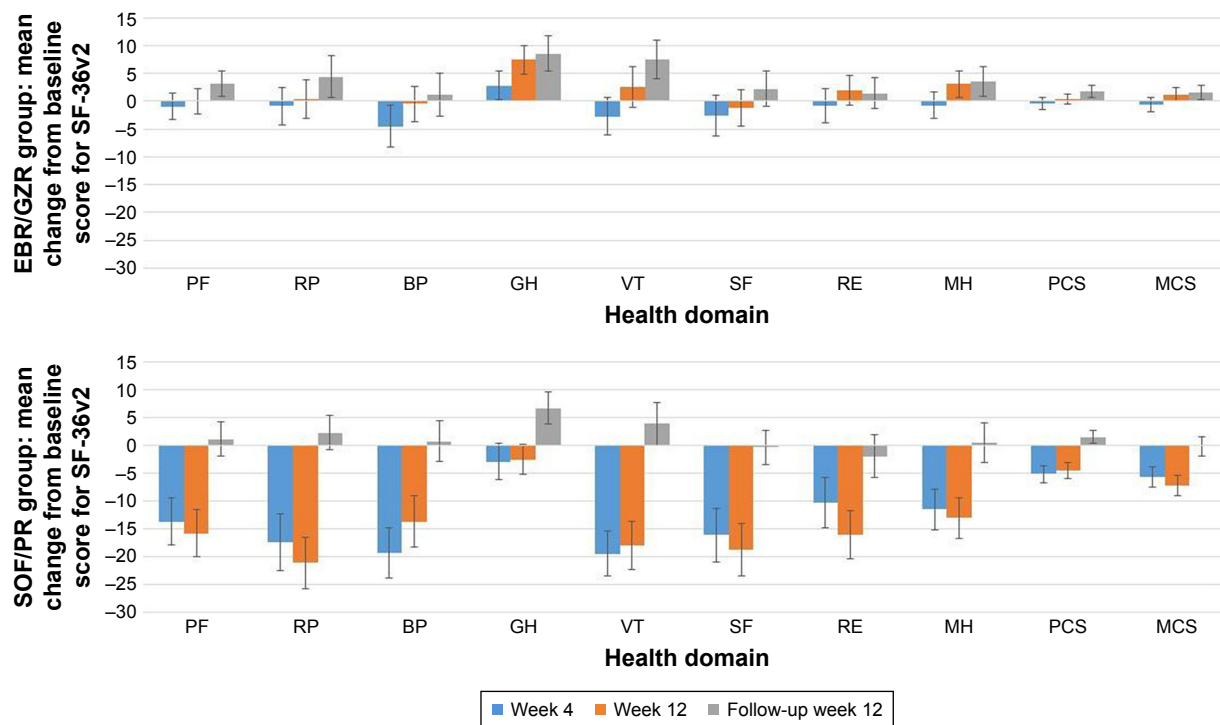 EBR/GZR group: mean
change from baseline
score for SF-36v2
15
10
5
0
–5
–10
–15
–20
–25
–30
PF RP BP GH VT SF RE MH PCS MCS
Health domain
SOF/PR group: mean
change from baseline
score for SF-36v2
15
10
5
0
–5
–10
–15
–20
–25
–30
PF RP BP GH VT SF RE MH PCS MCS
Health domain
Week 4 Week 12 Follow-up week 12